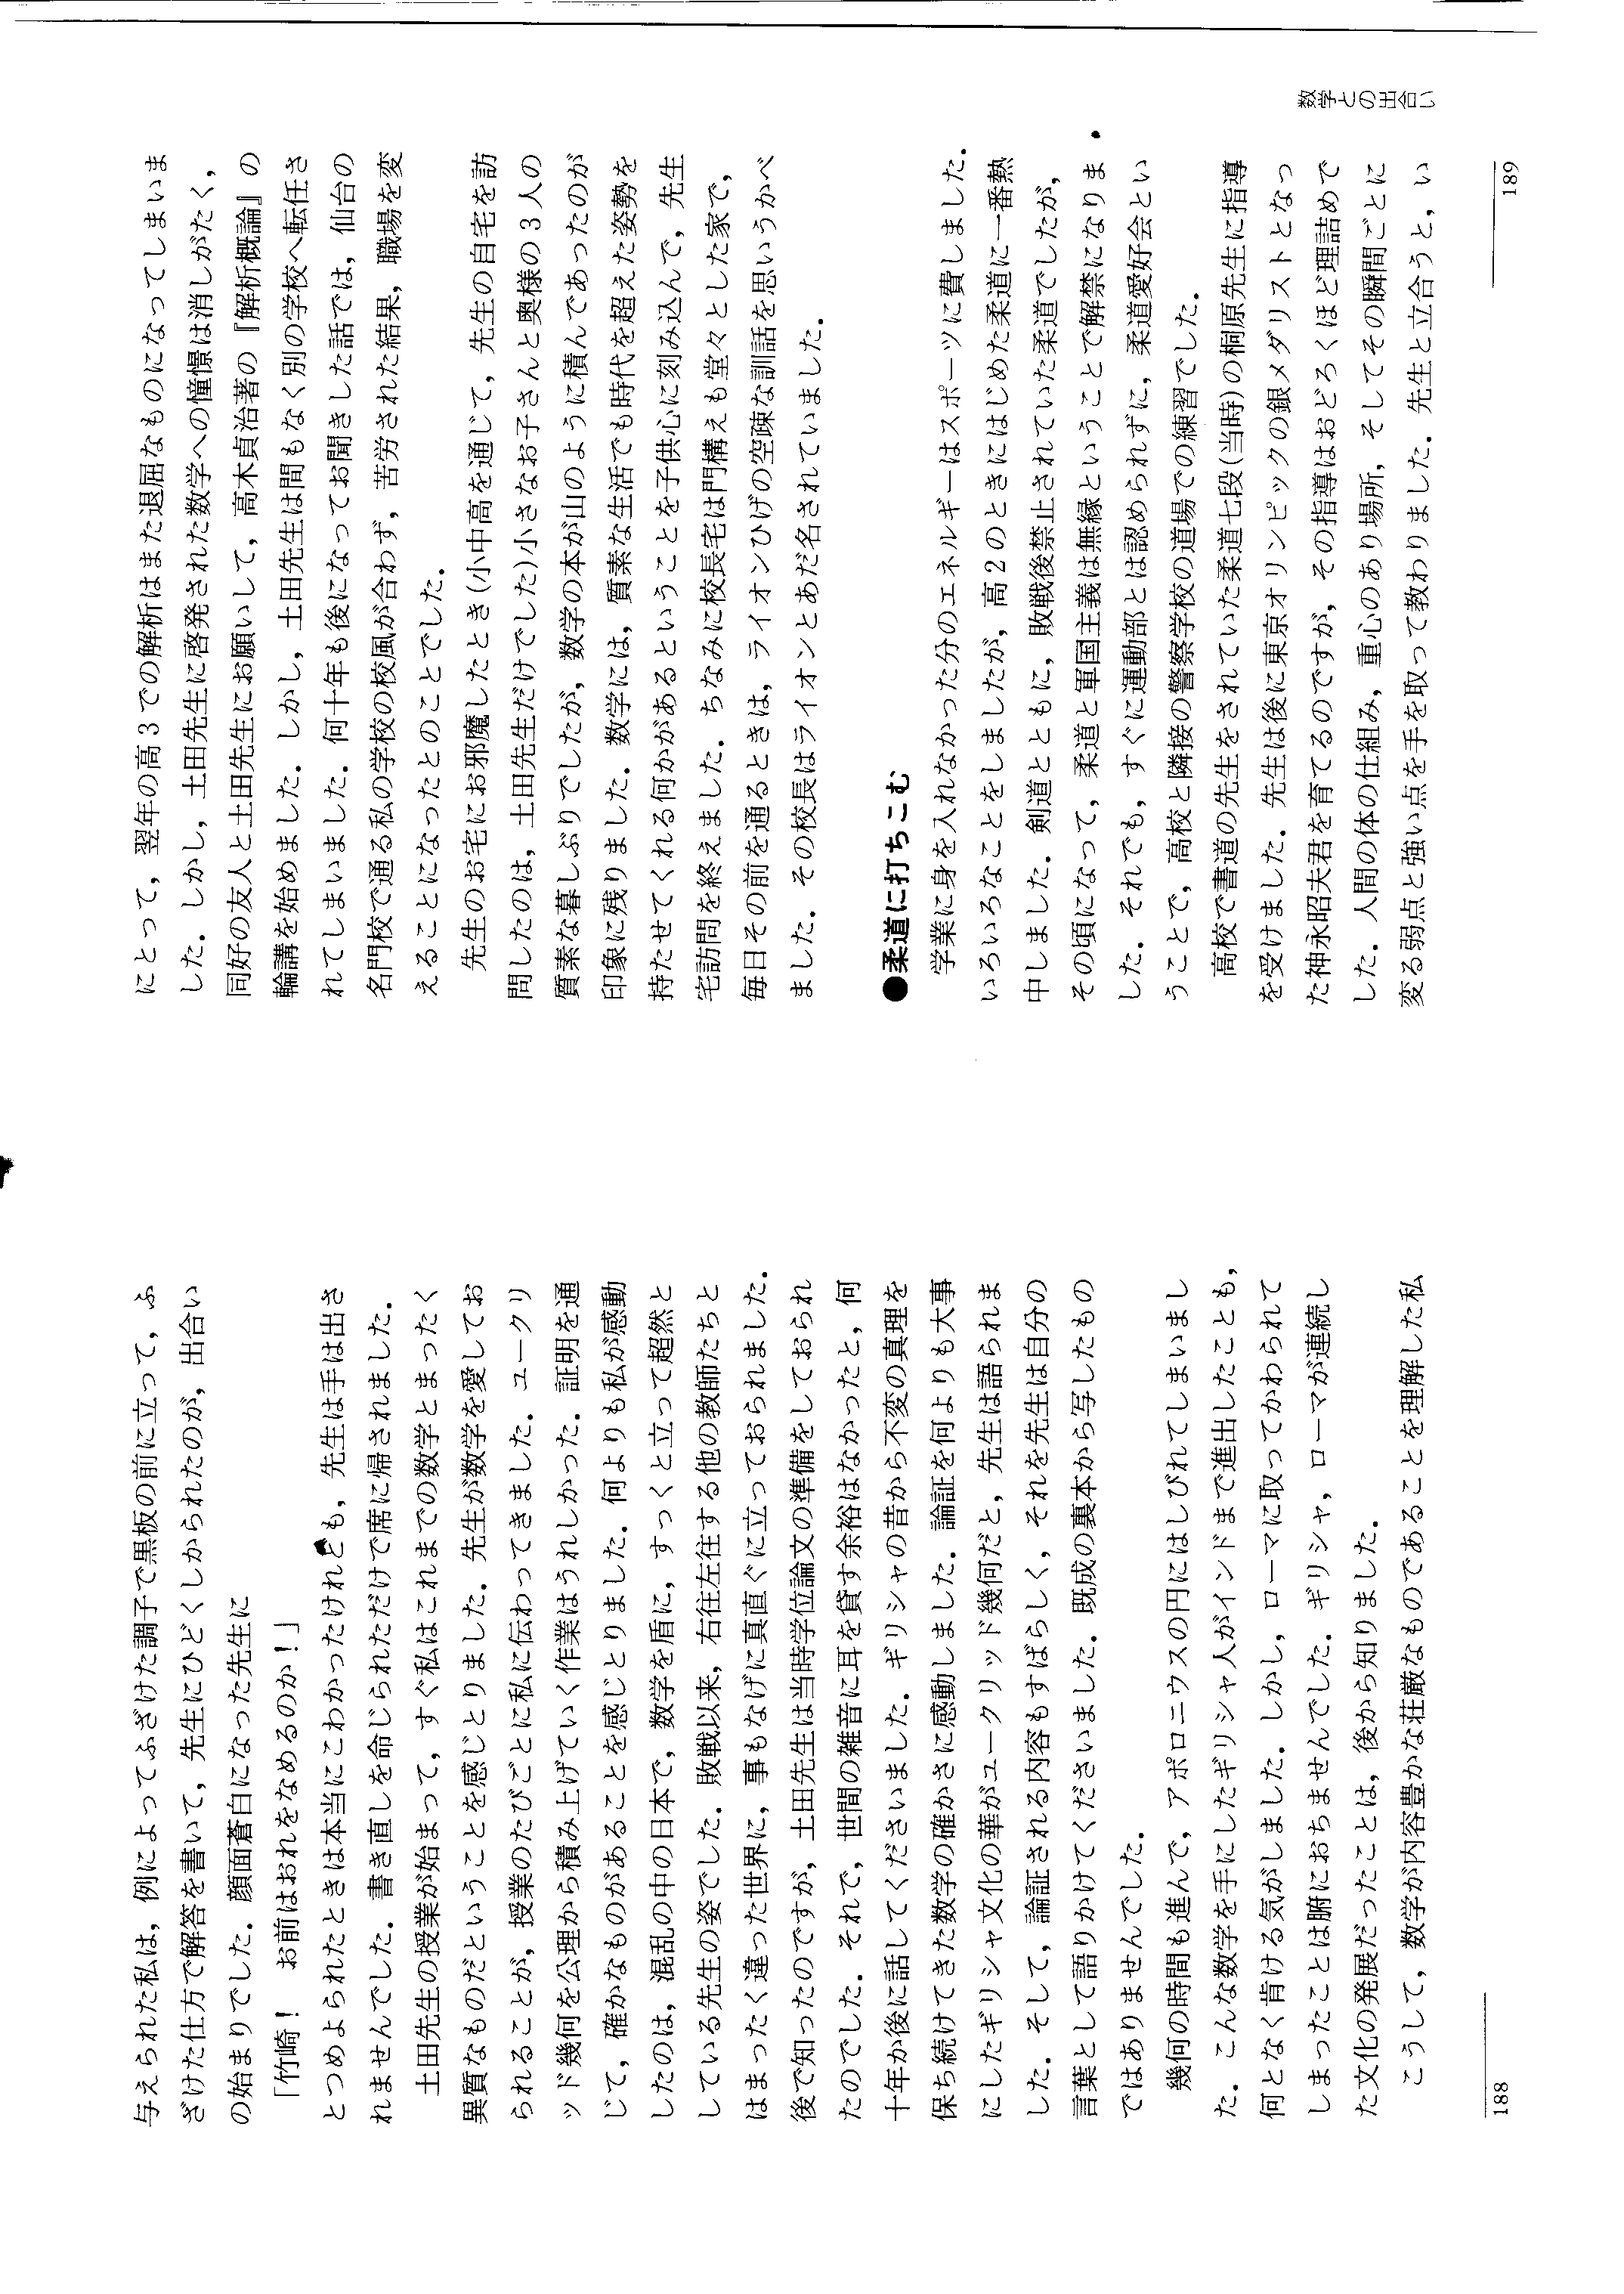 与えられた私は，例によってふざけた調子で黒板の前に立って，ふ
ざけた仕方で解答を書いて，先生にひどくしかられたのが，出合い
の始まりでした．顔面蒼白になった先生に
「竹崎！　お前はおれをなめるのか！」
とつめよられたときは本当にこわかったけれども，先生は手は出さ
れませんでした．書き直しを命じられただけで席に帰されました．
土田先生の授業が始まって，すぐ私はこれまでの数学とまったく
異質なものだということを感じとりました．先生が数学を愛してお
られることが，授業のたびごとに私に伝わってきました．ユークリ
ッド幾何を公理から積み上げていく作業はうれしかった．証明を通
じて，確かなものがあることを感じとりました．何よりも私が感動
したのは，混乱の中の日本で，数学を盾に，すっくと立って超然と
している先生の姿でした．敗戦以来，右往左往する他の教師たちと
はまったく違った世界に，事もなげに真直ぐに立っておられました．
後で知ったのですが，土田先生は当時学位論文の準備をしておられ
たのでした．それで，世間の雑音に耳を貸す余裕はなかったと，何
十年か後に話してくださいました．ギリシャの昔から不変の真理を
保ち続けてきた数学の確かさに感動しました．論証を何よりも大事
にしたギリシャ文化の華がユークリッド幾何だと，先生は語られま
した．そして，論証される内容もすばらしく，それを先生は自分の
言葉として語りかけてくださいました．既成の裏本から写したもの
ではありませんでした．
幾何の時間も進んで，アポロニウスの円にはしびれてしまいまし
た．こんな数学を手にしたギリシャ人がインドまで進出したことも，
何となく肯ける気がしました．しかし，ローマに取ってかわられて
しまったことは腑におちませんでした．ギリシャ，ローマが連続し
た文化の発展だったことは，後から知りました．
こうして，数学が内容豊かな荘厳なものであることを理解した私
188
にとって，翌年の高3での解析はまた退屈なものになってしまいま
した．しかし，土田先生に啓発された数学への憧憬は消しがたく，
同好の友人と土田先生にお願いして，高木貞治著の『解析概論』の
輪講を始めました．しかし，土田先生は間もなく別の学校へ転任さ
れてしまいました．何十年も後になってお聞きした話では，仙台の
名門校で通る私の学校の校風が合わず，苦労された結果，職場を変
えることになったとのことでした．
先生のお宅にお邪魔したとき(小中高を通じて，先生の自宅を訪
問したのは，土田先生だけでした)小さなお子さんと奥様の3人の
質素な暮しぶりでしたが，数学の本が山のように積んであったのが
印象に残りました．数学には，質素な生活でも時代を超えた姿勢を
持たせてくれる何かがあるということを子供心に刻み込んで，先生
宅訪問を終えました．ちなみに校長宅は門構えも堂々とした家で，
毎日その前を通るときは，ライオンひげの空疎な訓話を思いうかべ
ました．その校長はライオンとあだ名されていました．
●柔道に打ちこむ
学業に身を入れなかった分のエネルギーはスポーツに費しました．
いろいろなことをしましたが，高2のときにはじめた柔道に一番熱
中しました．剣道とともに，敗戦後禁止されていた柔道でしたが，
その頃になって，柔道と軍国主義は無縁ということで解禁になりま
した．それでも，すぐに運動部とは認められずに，柔道愛好会とい
うことで，高校と隣接の警察学校の道場での練習でした．
高校で書道の先生をされていた柔道七段(当時)の桐原先生に指導
を受けました．先生は後に東京オリンピックの銀メダリストとなっ
た神永昭夫君を育てるのですが，その指導はおどろくほど理詰めで
した．人間の体の仕組み，重心のあり場所，そしてその瞬間ごとに
変る弱点と強い点を手を取って教わりました．先生と立合うと，い
数学との出合い
189